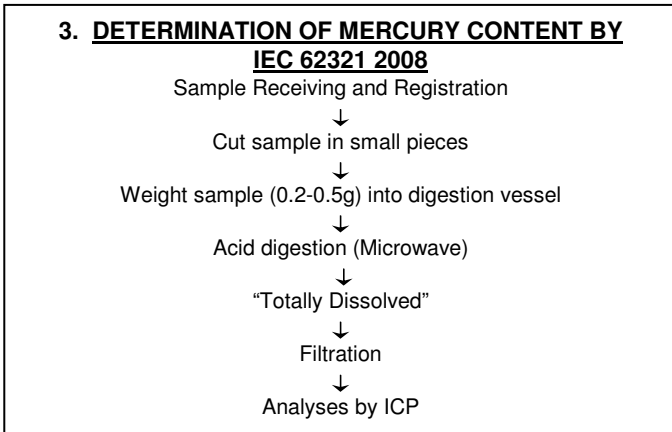 3. DETERMINATION OF MERCURY CONTENT BY
IEC 62321 2008
Sample Receiving and Registration
↓
Cut sample in small pieces
↓
Weight sample (0.2-0.5g) into digestion vessel
↓
Acid digestion (Microwave)
↓
“Totally Dissolved”
↓
Filtration
↓
Analyses by ICP